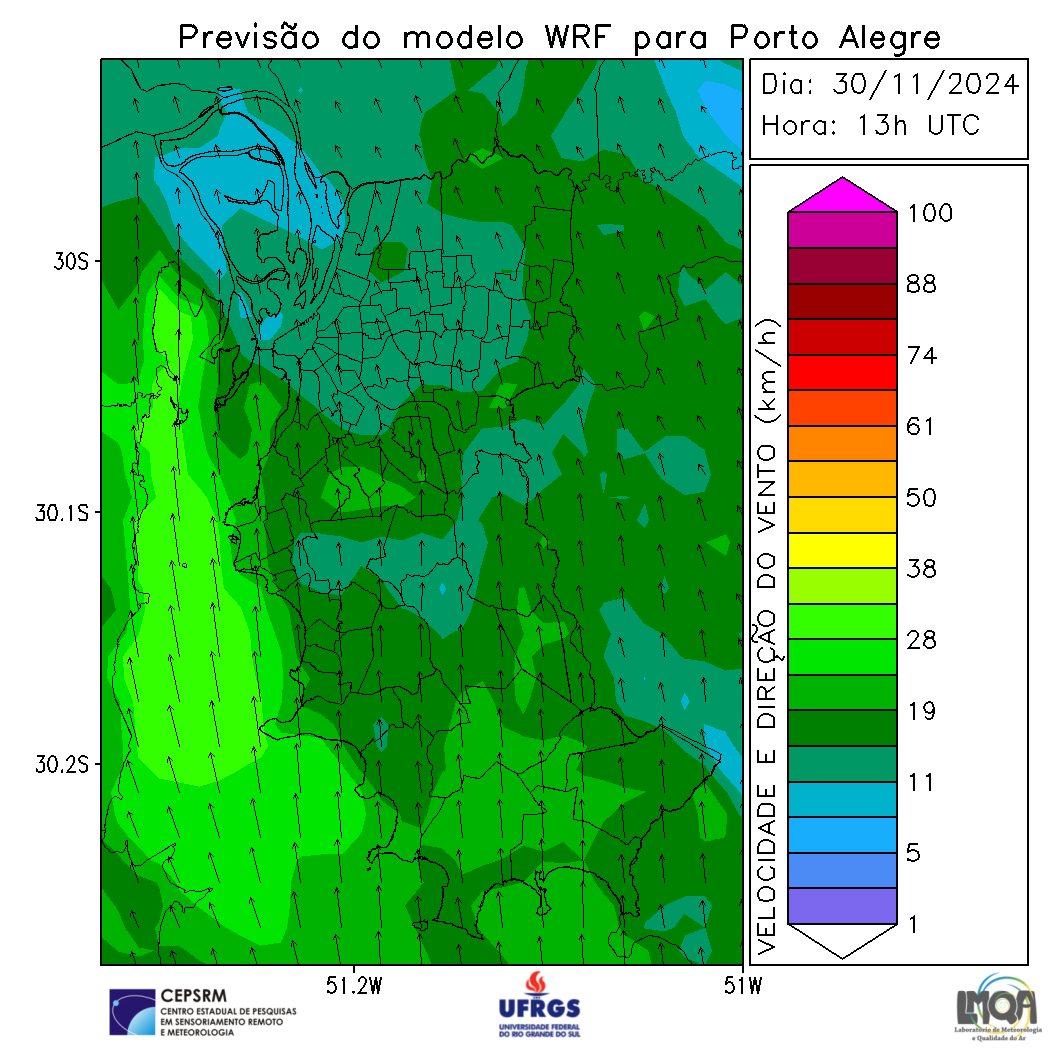 Previsão do modelo WRF para Porto Alegre
Dia: 30/11/2024
Hora: 13h UTC
30S
30.1S
30.2S
51.2W
51W
VELOCIDADE E DIREÇÃO DO VENTO (km/h)
100
88
74
61
50
38
28
19
11
5
1
CEPSRM
CENTRO ESTADUAL DE PESQUISAS
EM SENSORIAMENTO REMOTO
E METEOROLOGIA
UFRGS
UNIVERSIDADE FEDERAL
DO RIO GRANDE DO SUL
LMQA
Laboratório de Meteorologia
e Qualidade do Ar